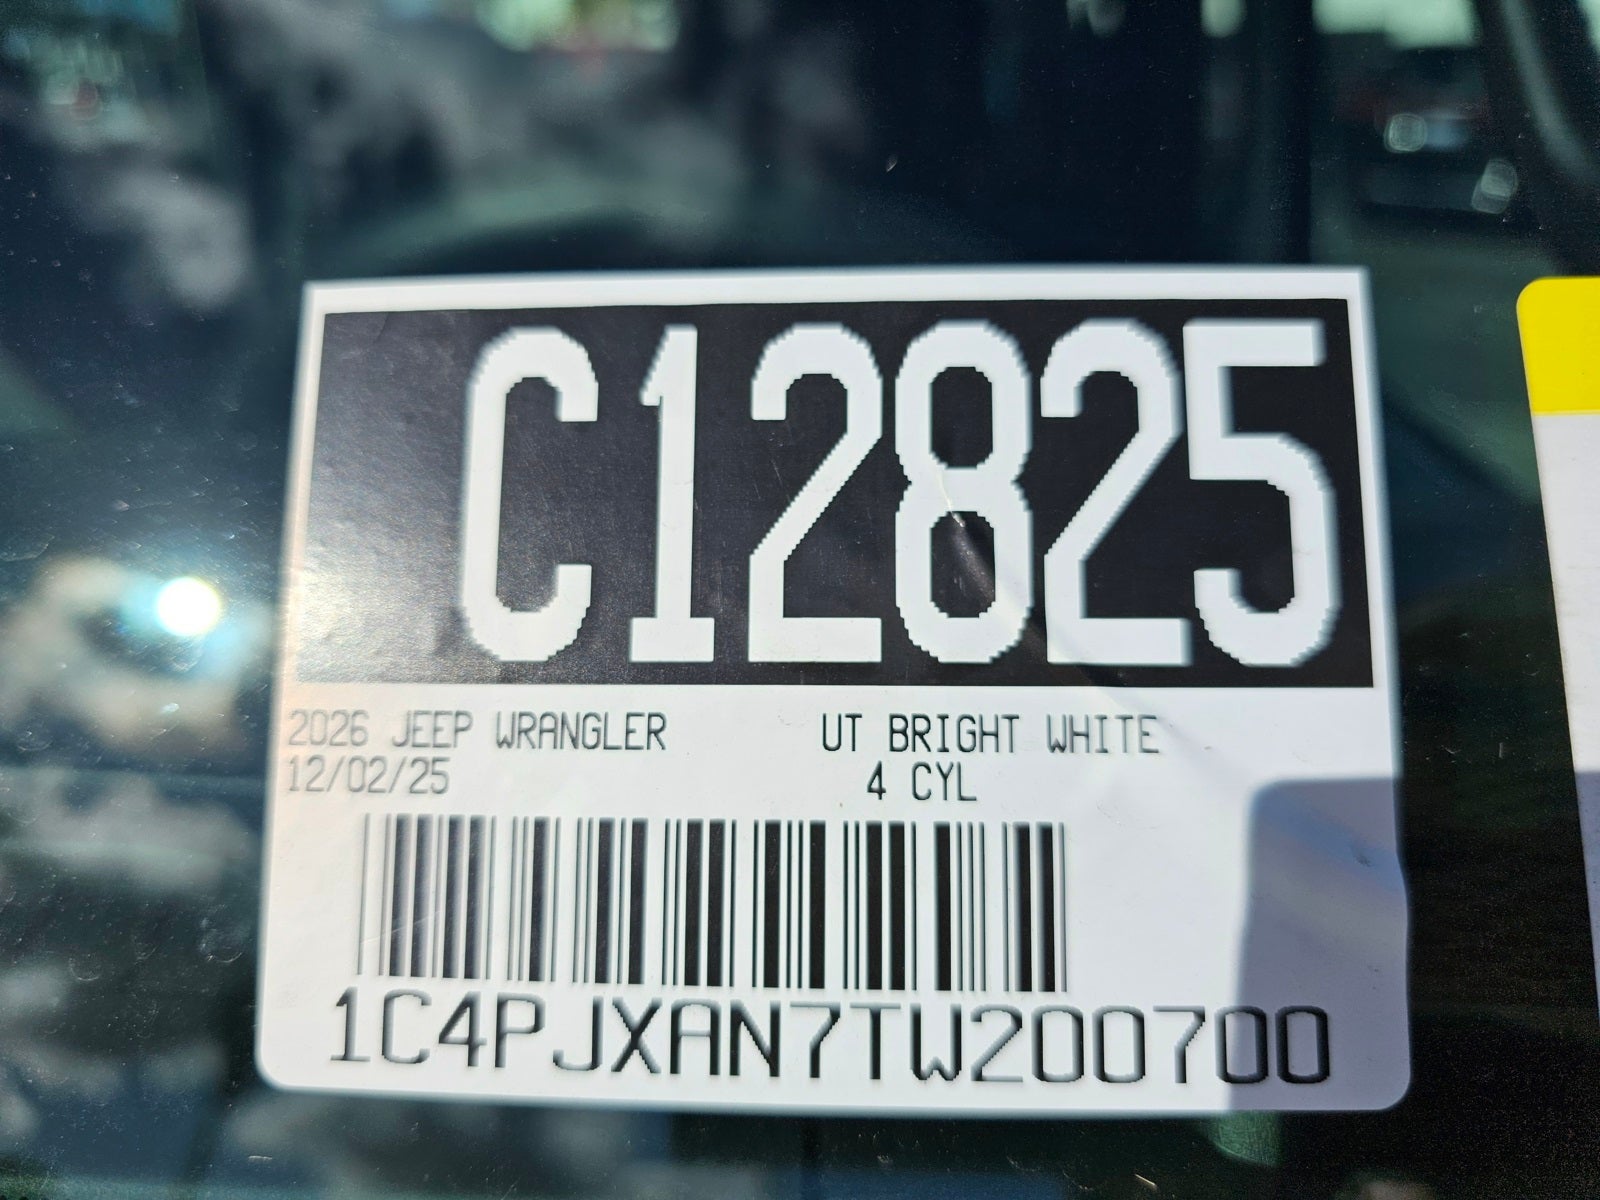 C12825
2026 JEEP WRANGLER UT BRIGHT WHITE
12/02/25 4 CYL
1C4PJXAN7TW200700